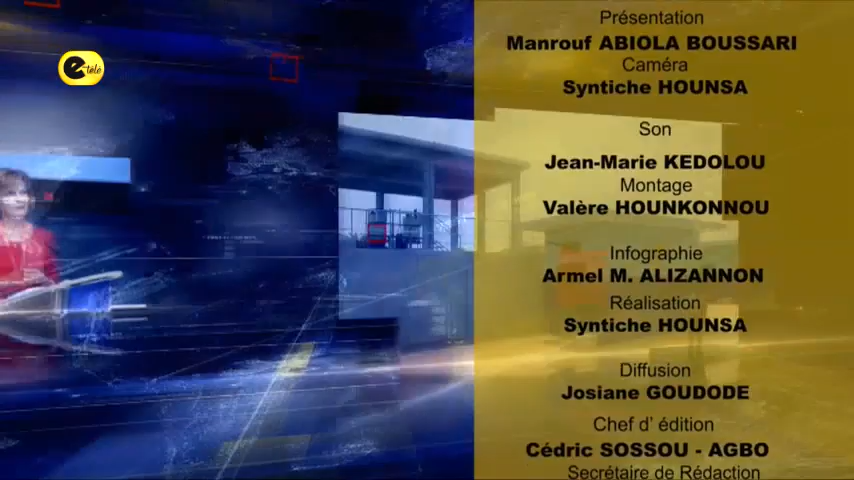 e-télé
Présentation
Manrouf ABIOLA BOUSSARI
Caméra
Syntiche HOUNSA
Son
Jean-Marie KEDOLOU
Montage
Valère HOUNKONNOU
Infographie
Armel M. ALIZANNON
Réalisation
Syntiche HOUNSA
Diffusion
Josiane GOUDODE
Chef d' édition
Cédric SOSSOU - AGBO
Secrétaire de Rédaction